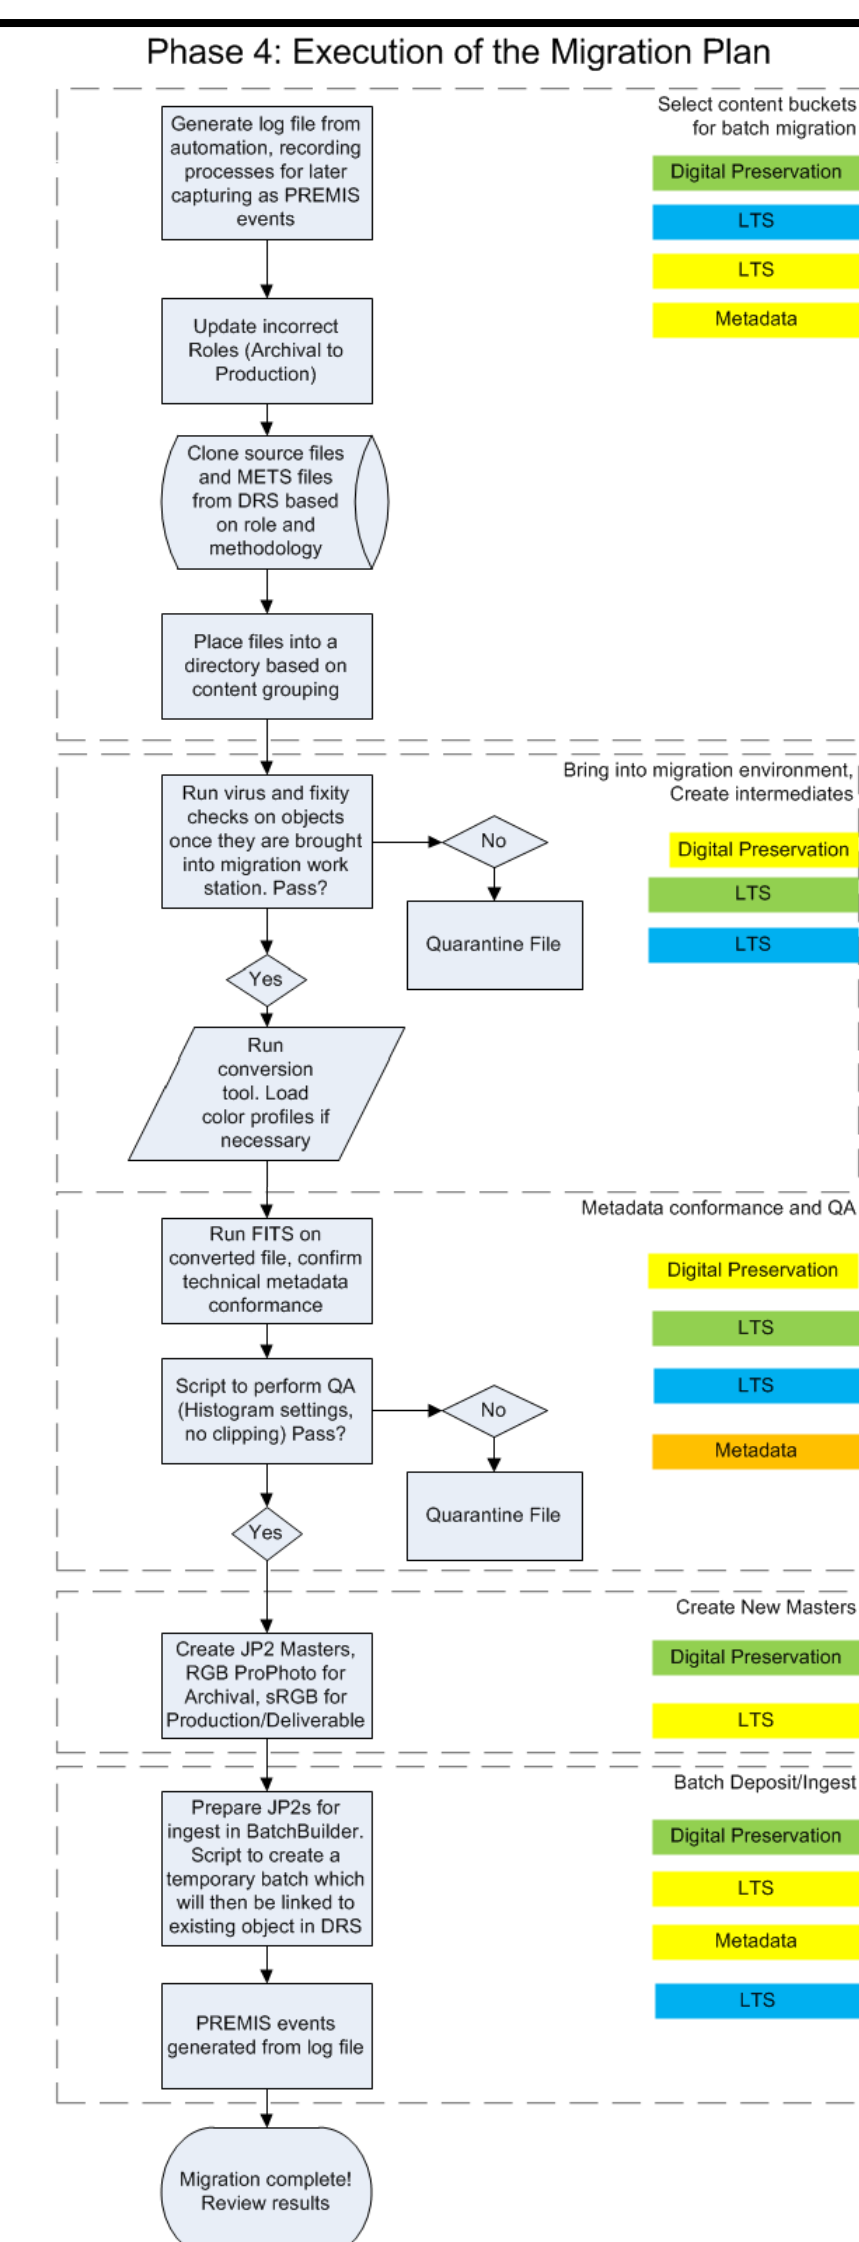 Phase 4: Execution of the Migration Plan
Select content buckets
for batch migration
Generate log file from
automation, recording
processes for later
capturing as PREMIS
events
Digital Preservation
LTS
LTS
Metadata
Update incorrect
Roles (Archival to
Production)
Clone source files
and METS files
from DRS based
on role and
methodology
Place files into a
directory based on
content grouping
Bring into migration environment,
Create intermediates
Run virus and fixity
checks on objects
once they are brought
into migration work
station. Pass?
No
Digital Preservation
LTS
LTS
Quarantine File
Yes
Run
conversion
tool. Load
color profiles if
necessary
Metadata conformance and QA
Run FITS on
converted file, confirm
technical metadata
conformance
Digital Preservation
LTS
LTS
Metadata
Script to perform QA
(Histogram settings,
no clipping) Pass?
No
Quarantine File
Yes
Create New Masters
Create JP2 Masters,
RGB ProPhoto for
Archival, sRGB for
Production/Deliverable
Digital Preservation
LTS
Batch Deposit/Ingest
Prepare JP2s for
ingest in BatchBuilder.
Script to create a
temporary batch which
will then be linked to
existing object in DRS
Digital Preservation
LTS
Metadata
LTS
PREMIS events
generated from log file
Migration complete!
Review results